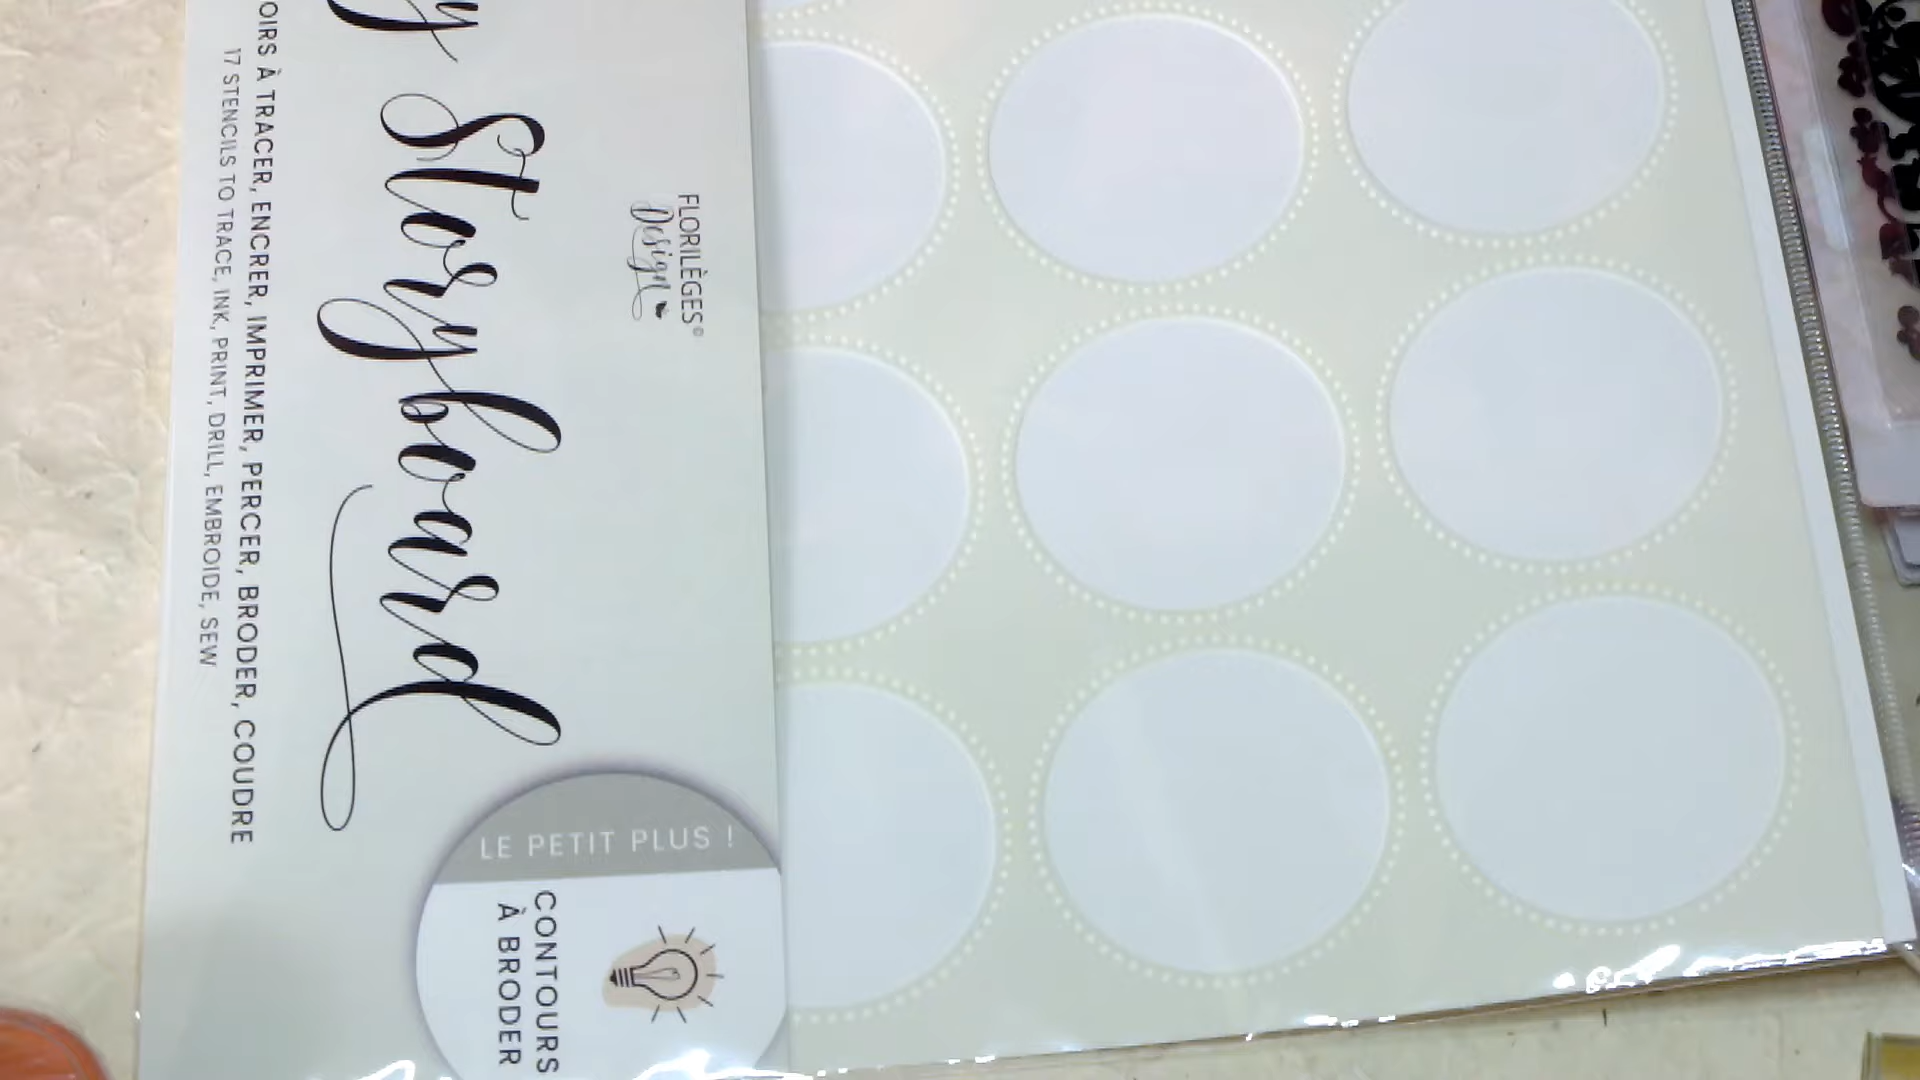 FLORILÈGES©
Design
Storyboard
À TRACER, ENCRER, IMPRIMER, PERCER, BRODER, COUDRE
17 STENCILS TO TRACE, INK, PRINT, DRILL, EMBROIDE, SEW
LE PETIT PLUS !
CONTOURS
À BRODER